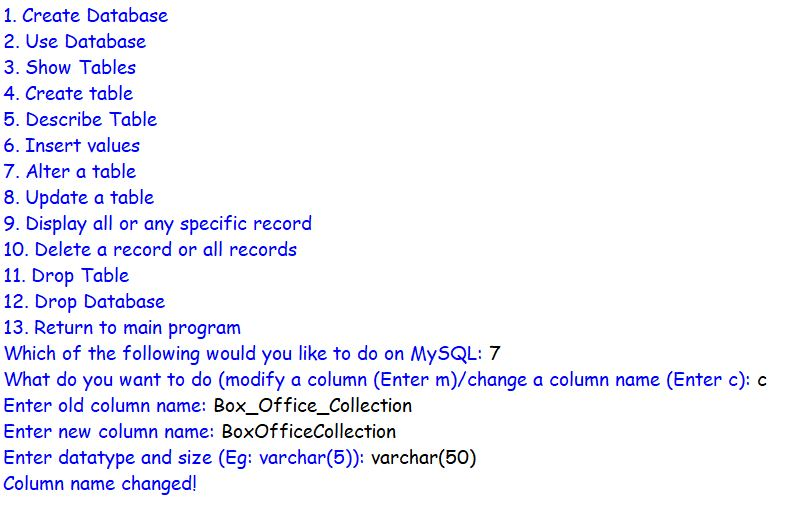 1. Create Database
2. Use Database
3. Show Tables
4. Create table
5. Describe Table
6. Insert values
7. Alter a table
8. Update a table
9. Display all or any specific record
10. Delete a record or all records
11. Drop Table
12. Drop Database
13. Return to main program
Which of the following would you like to do on MySQL: 7
What do you want to do (modify a column (Enter m)/change a column name (Enter c): c
Enter old column name: Box_Office_Collection
Enter new column name: BoxOfficeCollection
Enter datatype and size (Eg: varchar(5)): varchar(50)
Column name changed!